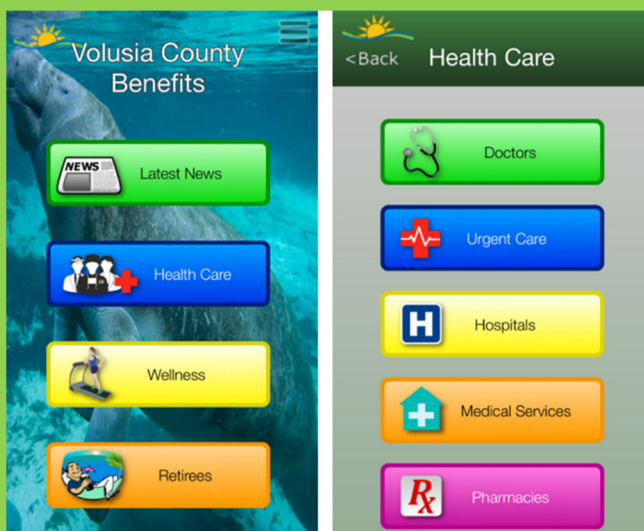 Volusia County
Benefits
NEWS
Latest News
Health Care
Wellness
Retirees
<Back
Health Care
Doctors
Urgent Care
H
Hospitals
Medical Services
Rx
Pharmacies